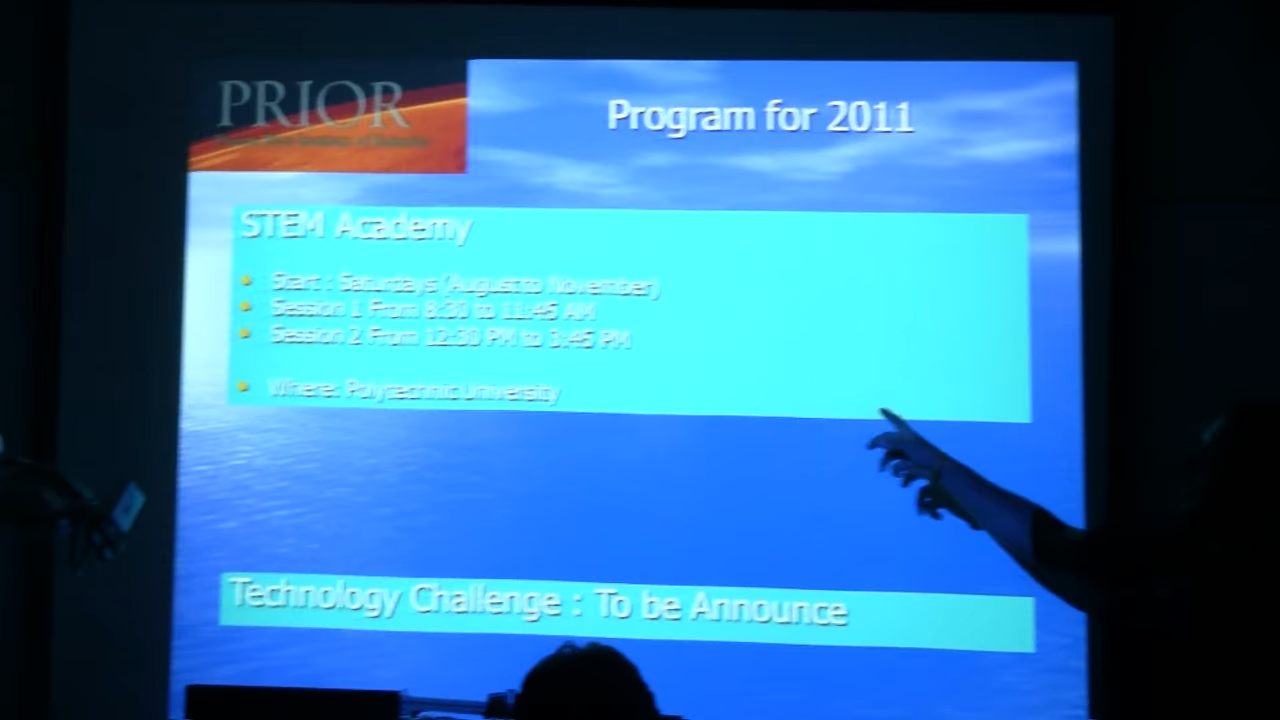 PRIOR
Program for 2011
STEM Academy
Start : Saturdays (August to November)
Session 1 From 8:30 to 11:45 AM
Session 2 From 12:30 PM to 3:45 PM
Where: Polytechnic University
Technology Challenge : To be Announce